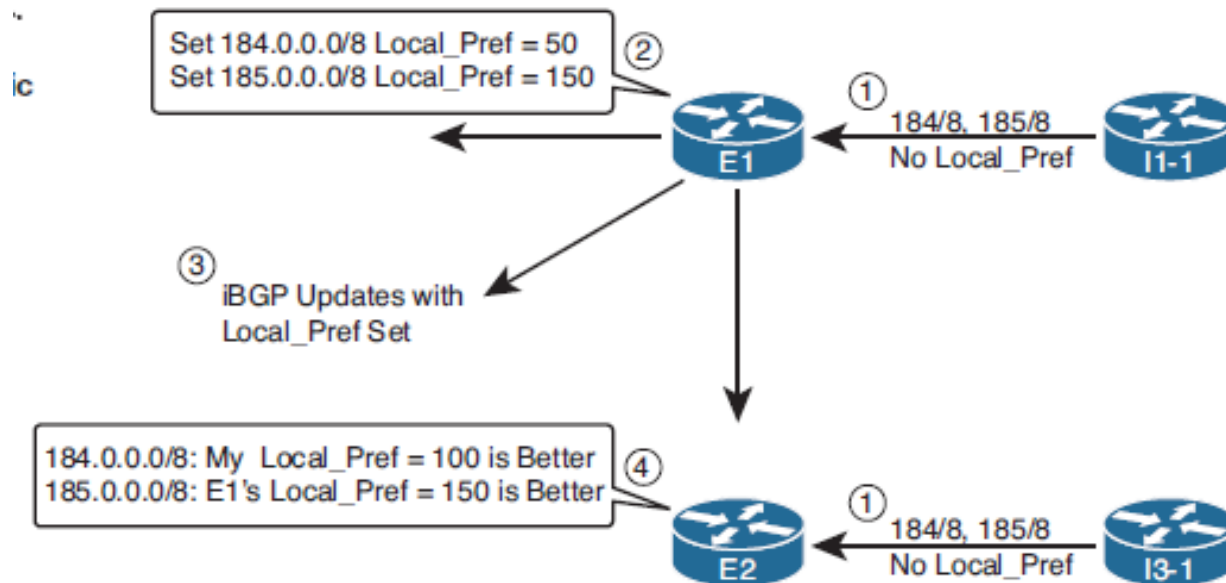 ic
Set 184.0.0.0/8 Local_Pref = 50
Set 185.0.0.0/8 Local_Pref = 150
②
①
184/8, 185/8
No Local_Pref
E1
I1-1
③
iBGP Updates with
Local_Pref Set
184.0.0.0/8: My Local_Pref = 100 is Better
185.0.0.0/8: E1's Local_Pref = 150 is Better
④
①
184/8, 185/8
No Local_Pref
E2
I3-1